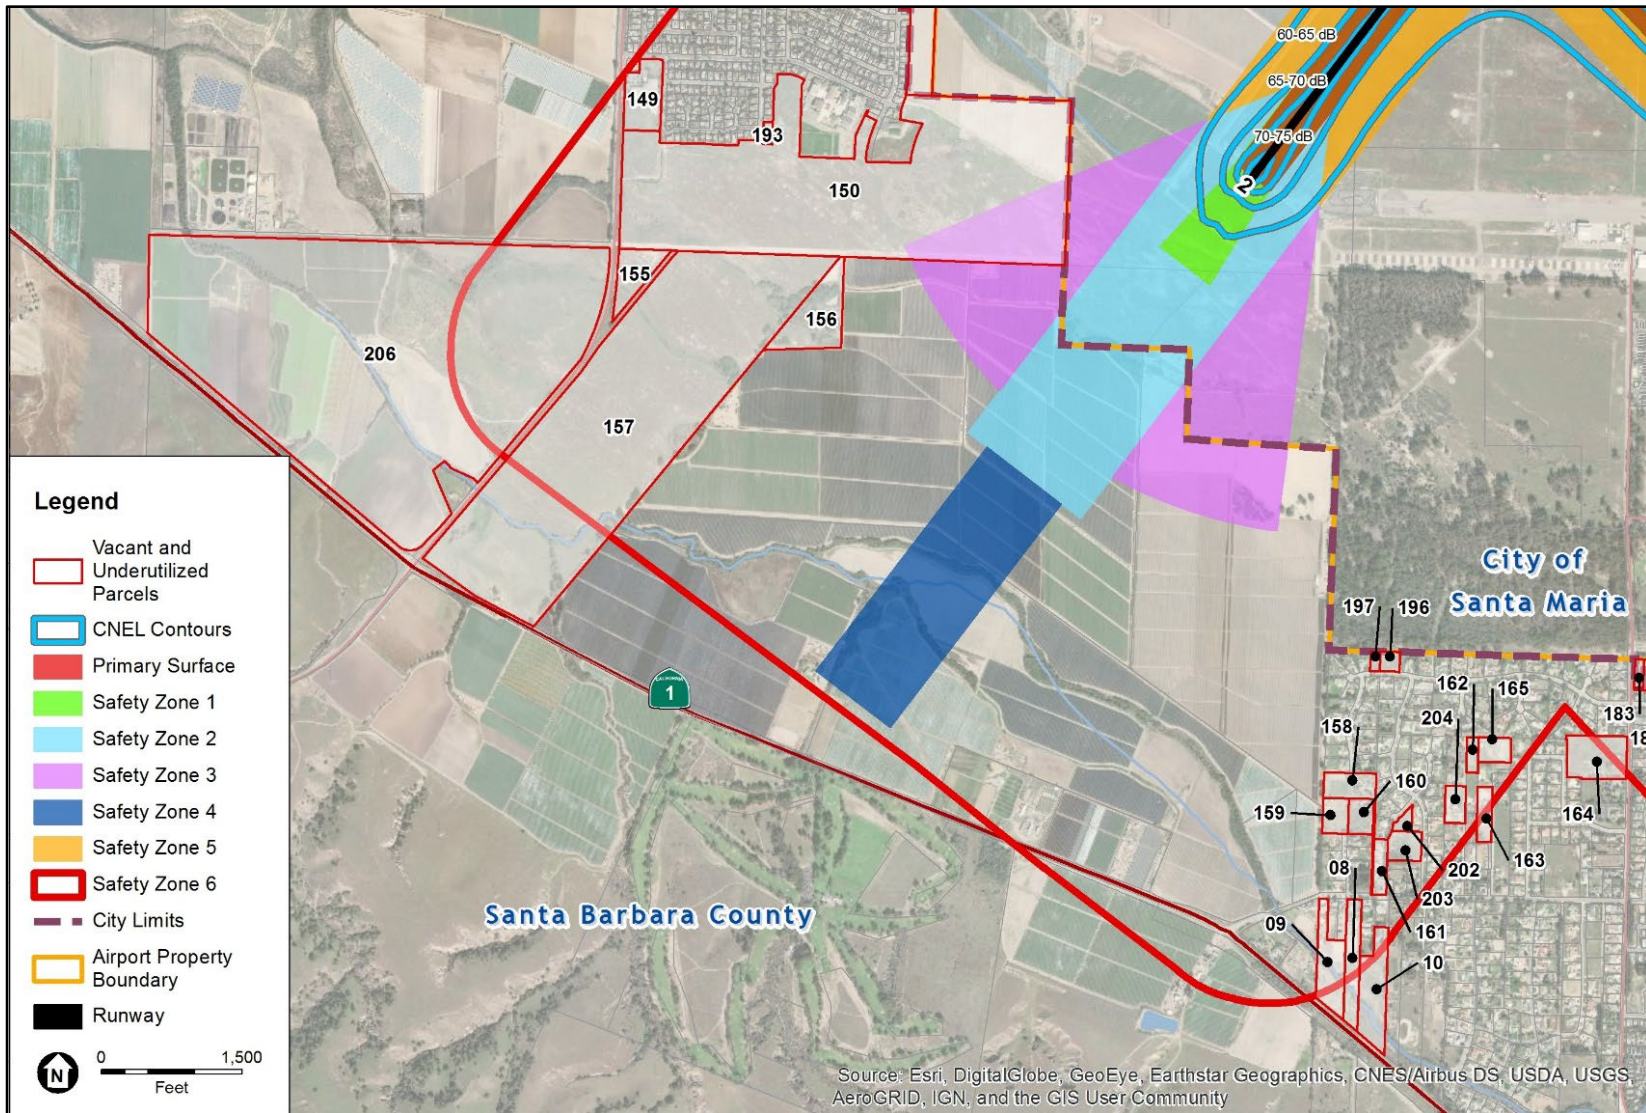 60-65 dB
65-70 dB
70-75 dB
2
149
193
150
155
156
206
157
City of
Santa Maria
197
196
162
165
204
183
18
158
160
159
164
163
202
08
203
09
161
10
CALIFORNIA
1
Santa Barbara County
Legend
Vacant and
Underutilized
Parcels
CNEL Contours
Primary Surface
Safety Zone 1
Safety Zone 2
Safety Zone 3
Safety Zone 4
Safety Zone 5
Safety Zone 6
City Limits
Airport Property
Boundary
Runway
N
0 1,500
Feet
Source: Esri, DigitalGlobe, GeoEye, Earthstar Geographics, CNES/Airbus DS, USDA, USGS,
AeroGRID, IGN, and the GIS User Community